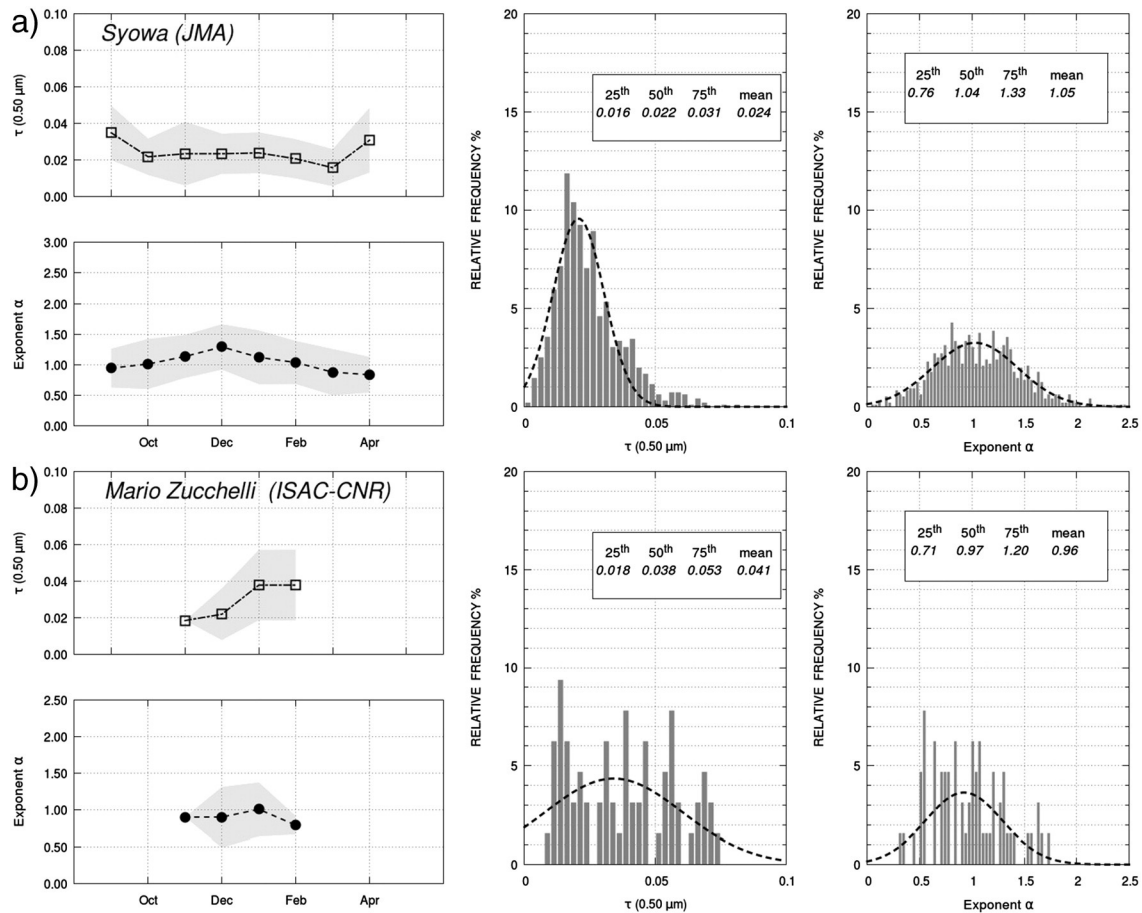 a)
Syowa (JMA)
τ (0.50 µm)
0.10
0.08
0.06
0.04
0.02
0.00
Exponent α
3.00
2.50
2.00
1.50
1.00
0.50
0.00
Oct Dec Feb Apr
RELATIVE FREQUENCY %
20
15
10
5
0
25th 50th 75th mean
0.016 0.022 0.031 0.024
0 0.05 0.1
τ (0.50 µm)
RELATIVE FREQUENCY %
20
15
10
5
0
25th 50th 75th mean
0.76 1.04 1.33 1.05
0 0.5 1 1.5 2 2.5
Exponent α
b)
Mario Zucchelli (ISAC-CNR)
τ (0.50 µm)
0.10
0.08
0.06
0.04
0.02
0.00
Exponent α
2.50
2.00
1.50
1.00
0.50
0.00
Oct Dec Feb Apr
RELATIVE FREQUENCY %
20
15
10
5
0
25th 50th 75th mean
0.018 0.038 0.053 0.041
0 0.05 0.1
τ (0.50 µm)
RELATIVE FREQUENCY %
20
15
10
5
0
25th 50th 75th mean
0.71 0.97 1.20 0.96
0 0.5 1 1.5 2 2.5
Exponent α